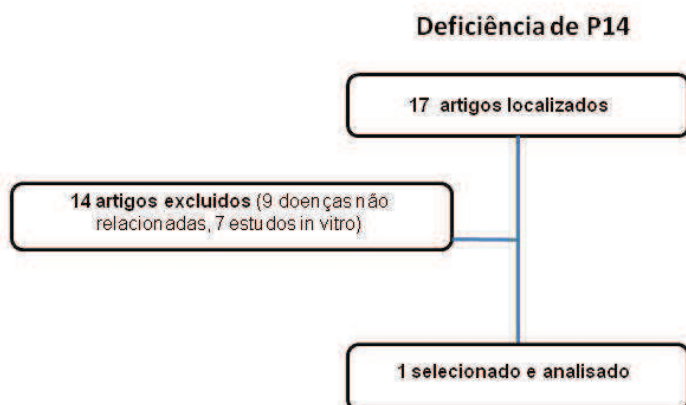 Deficiência de P14
17 artigos localizados
14 artigos excluidos (9 doenças não
relacionadas, 7 estudos in vitro)
1 selecionado e analisado